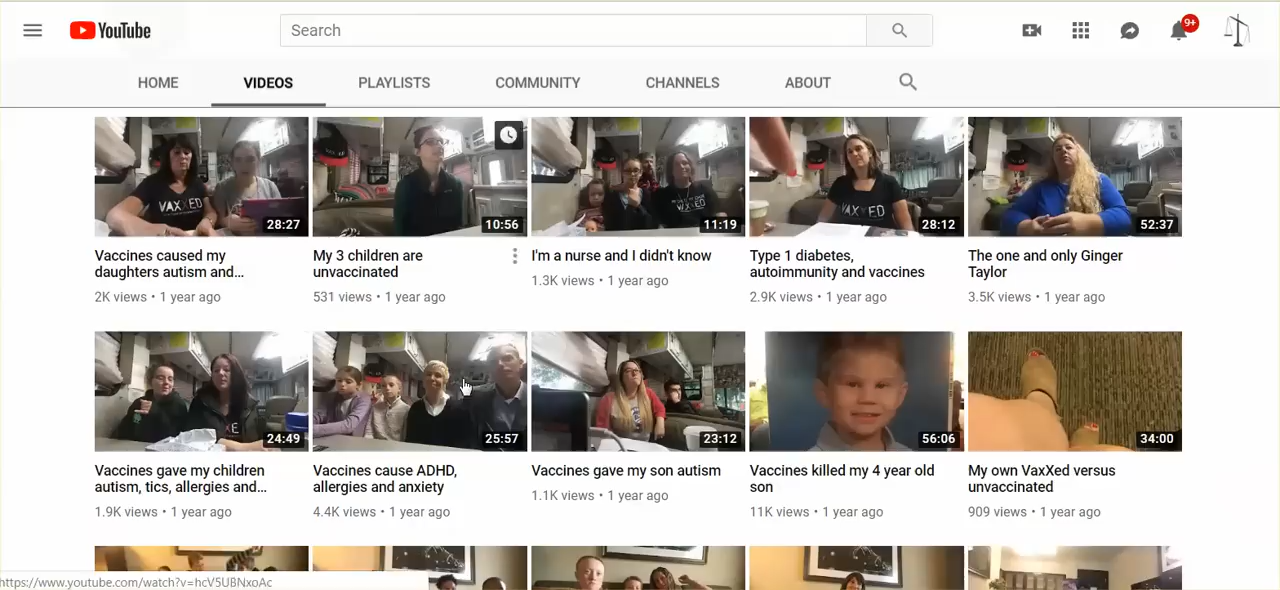 YouTube
Search
9+
HOME
VIDEOS
PLAYLISTS
COMMUNITY
CHANNELS
ABOUT
VAXXED
28:27
10:56
11:19
VAXXED
28:12
52:37
Vaccines caused my
daughters autism and...
2K views • 1 year ago
My 3 children are
unvaccinated
531 views • 1 year ago
I'm a nurse and I didn't know
1.3K views • 1 year ago
Type 1 diabetes,
autoimmunity and vaccines
2.9K views • 1 year ago
The one and only Ginger
Taylor
3.5K views • 1 year ago
24:49
25:57
23:12
56:06
34:00
Vaccines gave my children
autism, tics, allergies and...
1.9K views • 1 year ago
Vaccines cause ADHD,
allergies and anxiety
4.4K views • 1 year ago
Vaccines gave my son autism
1.1K views • 1 year ago
Vaccines killed my 4 year old
son
11K views • 1 year ago
My own VaxXed versus
unvaccinated
909 views • 1 year ago
https://www.youtube.com/watch?v=hcV5UBNxoAc